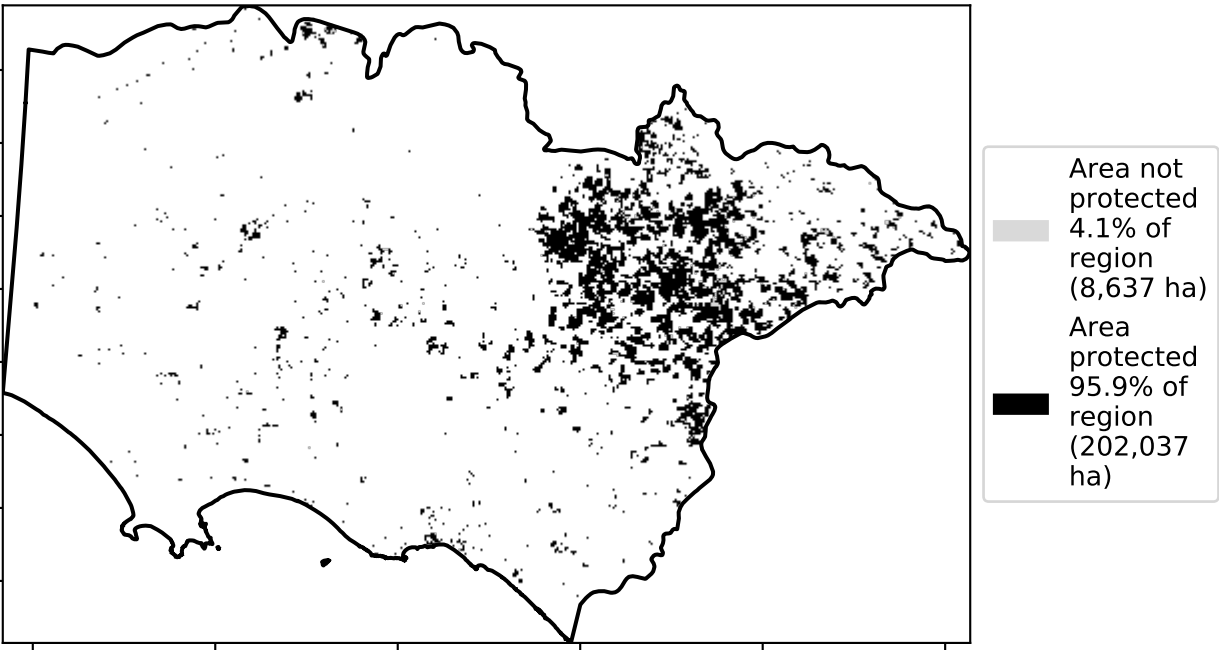 Area not
protected
4.1% of
region
(8,637 ha)
Area
protected
95.9% of
region
(202,037
ha)